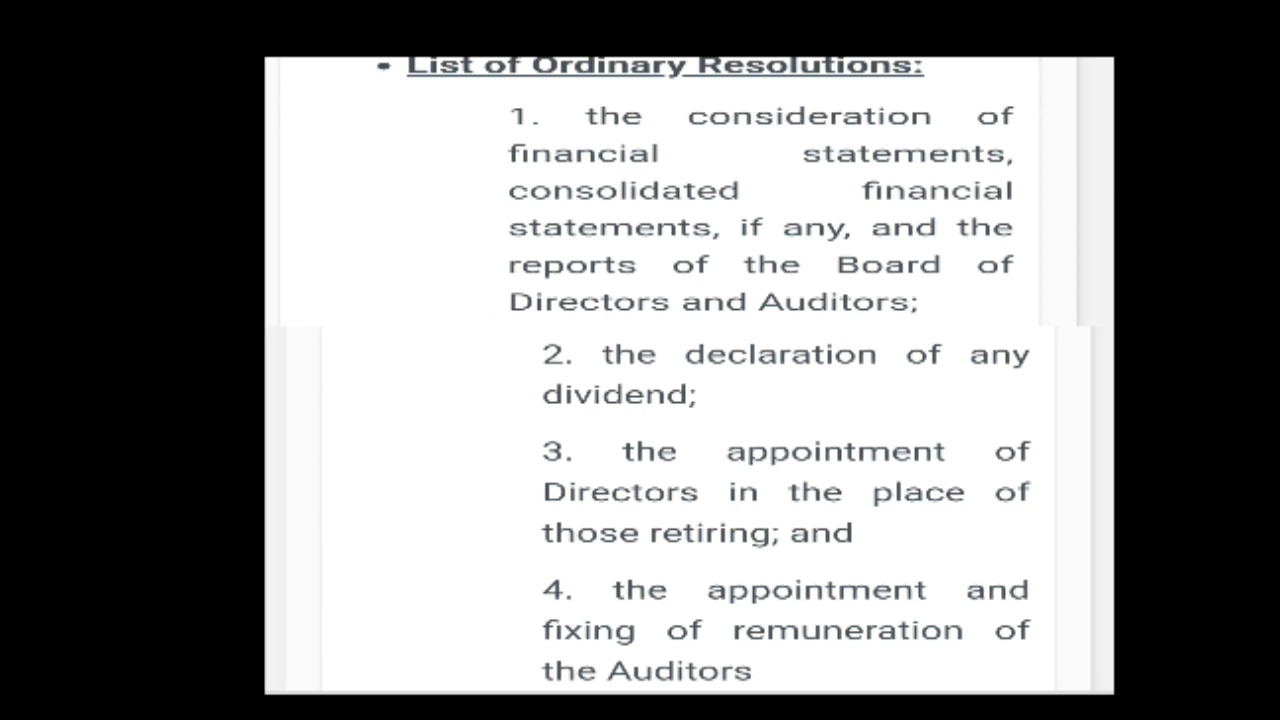 • List of Ordinary Resolutions:
1. the consideration of
financial statements,
consolidated financial
statements, if any, and the
reports of the Board of
Directors and Auditors;
2. the declaration of any
dividend;
3. the appointment of
Directors in the place of
those retiring; and
4. the appointment and
fixing of remuneration of
the Auditors